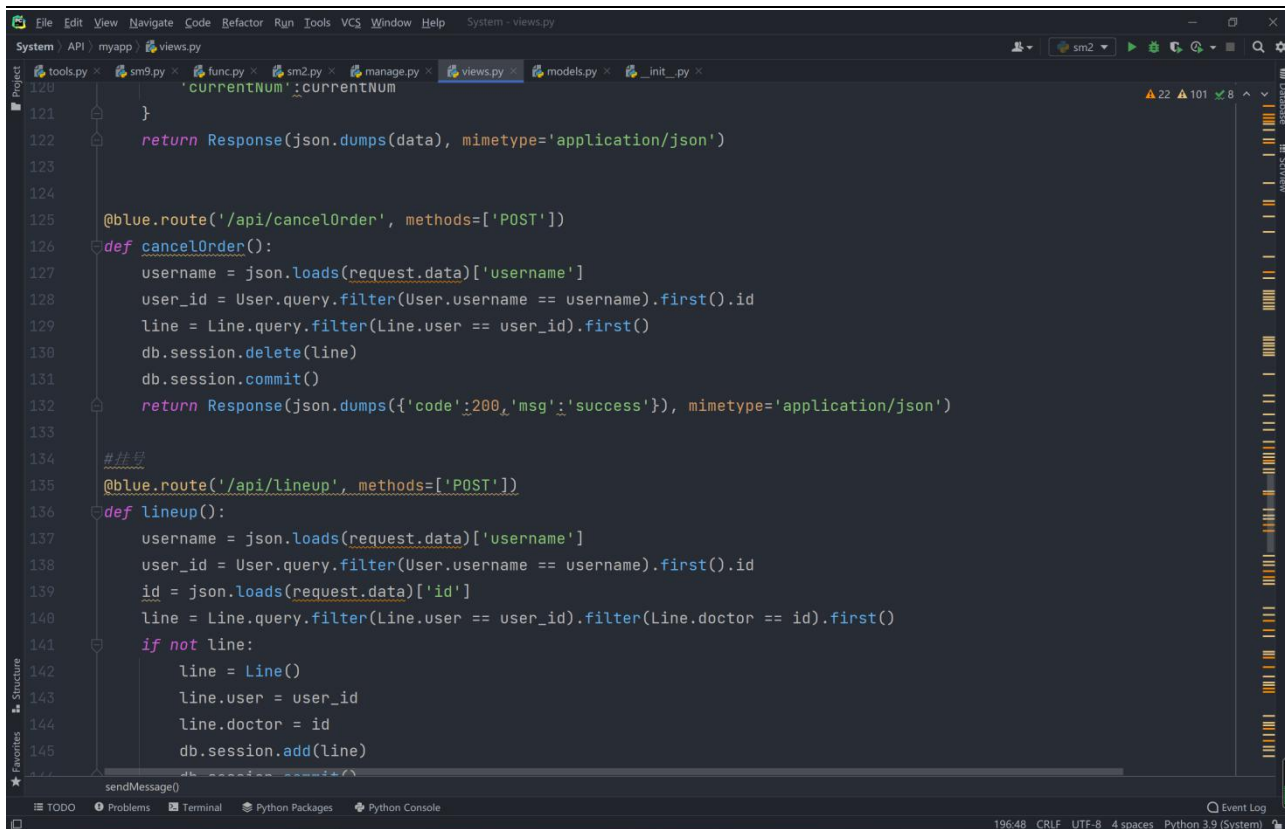 File Edit View Navigate Code Refactor Run Tools VCS Window Help System - views.py
System API myapp views.py sm2
Project tools.py sm9.py func.py sm2.py manage.py views.py models.py __init__.py
120 'currentNum':currentNum
22 101 8
Database
121 }
122 return Response(json.dumps(data), mimetype='application/json')
SciView
123
124
125 @blue.route('/api/cancelOrder', methods=['POST'])
126 def cancelOrder():
127 username = json.loads(request.data)['username']
128 user_id = User.query.filter(User.username == username).first().id
129 line = Line.query.filter(Line.user == user_id).first()
130 db.session.delete(line)
131 db.session.commit()
132 return Response(json.dumps({'code':200,'msg':'success'}), mimetype='application/json')
133
134 #挂号
135 @blue.route('/api/lineup', methods=['POST'])
136 def lineup():
137 username = json.loads(request.data)['username']
138 user_id = User.query.filter(User.username == username).first().id
139 id = json.loads(request.data)['id']
140 line = Line.query.filter(Line.user == user_id).filter(Line.doctor == id).first()
141 if not line:
142 line = Line()
143 line.user = user_id
144 line.doctor = id
145 db.session.add(line)
Structure
Favorites
sendMessage()
TODO Problems Terminal Python Packages Python Console Event Log
196:48 CRLF UTF-8 4 spaces Python 3.9 (System)